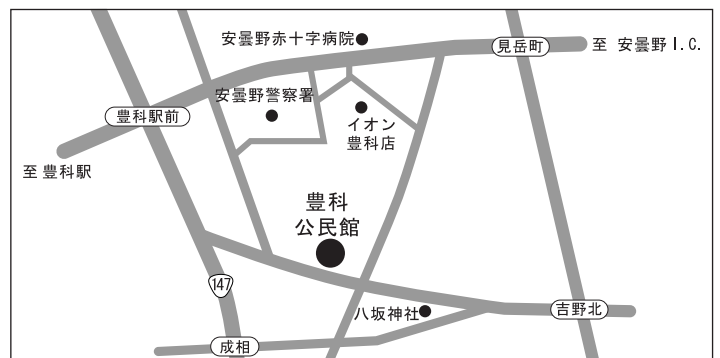 安曇野赤十字病院
見岳町
至 安曇野 I.C.
安曇野警察署
豊科駅前
イオン
豊科店
至 豊科駅
豊科
公民館
147
八坂神社
吉野北
成相